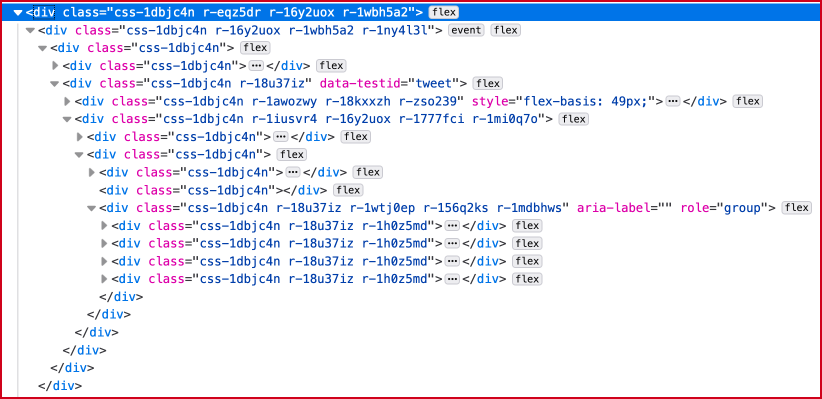 <div class="css-1dbjc4n r-eqz5dr r-16y2uox r-1wbh5a2"> flex
<div class="css-1dbjc4n r-16y2uox r-1wbh5a2 r-1ny4l3l"> event flex
<div class="css-1dbjc4n"> flex
<div class="css-1dbjc4n">…</div> flex
<div class="css-1dbjc4n r-18u37iz" data-testid="tweet"> flex
<div class="css-1dbjc4n r-1awozwy r-18kxxzh r-zso239" style="flex-basis: 49px;">…</div> flex
<div class="css-1dbjc4n r-1iusvr4 r-16y2uox r-1777fci r-1mi0q7o"> flex
<div class="css-1dbjc4n">…</div> flex
<div class="css-1dbjc4n"> flex
<div class="css-1dbjc4n">…</div> flex
<div class="css-1dbjc4n"></div> flex
<div class="css-1dbjc4n r-18u37iz r-1wtj0ep r-156q2ks r-1mdbhws" aria-label="" role="group"> flex
<div class="css-1dbjc4n r-18u37iz r-1h0z5md">…</div> flex
<div class="css-1dbjc4n r-18u37iz r-1h0z5md">…</div> flex
<div class="css-1dbjc4n r-18u37iz r-1h0z5md">…</div> flex
<div class="css-1dbjc4n r-18u37iz r-1h0z5md">…</div> flex
</div>
</div>
</div>
</div>
</div>
</div>